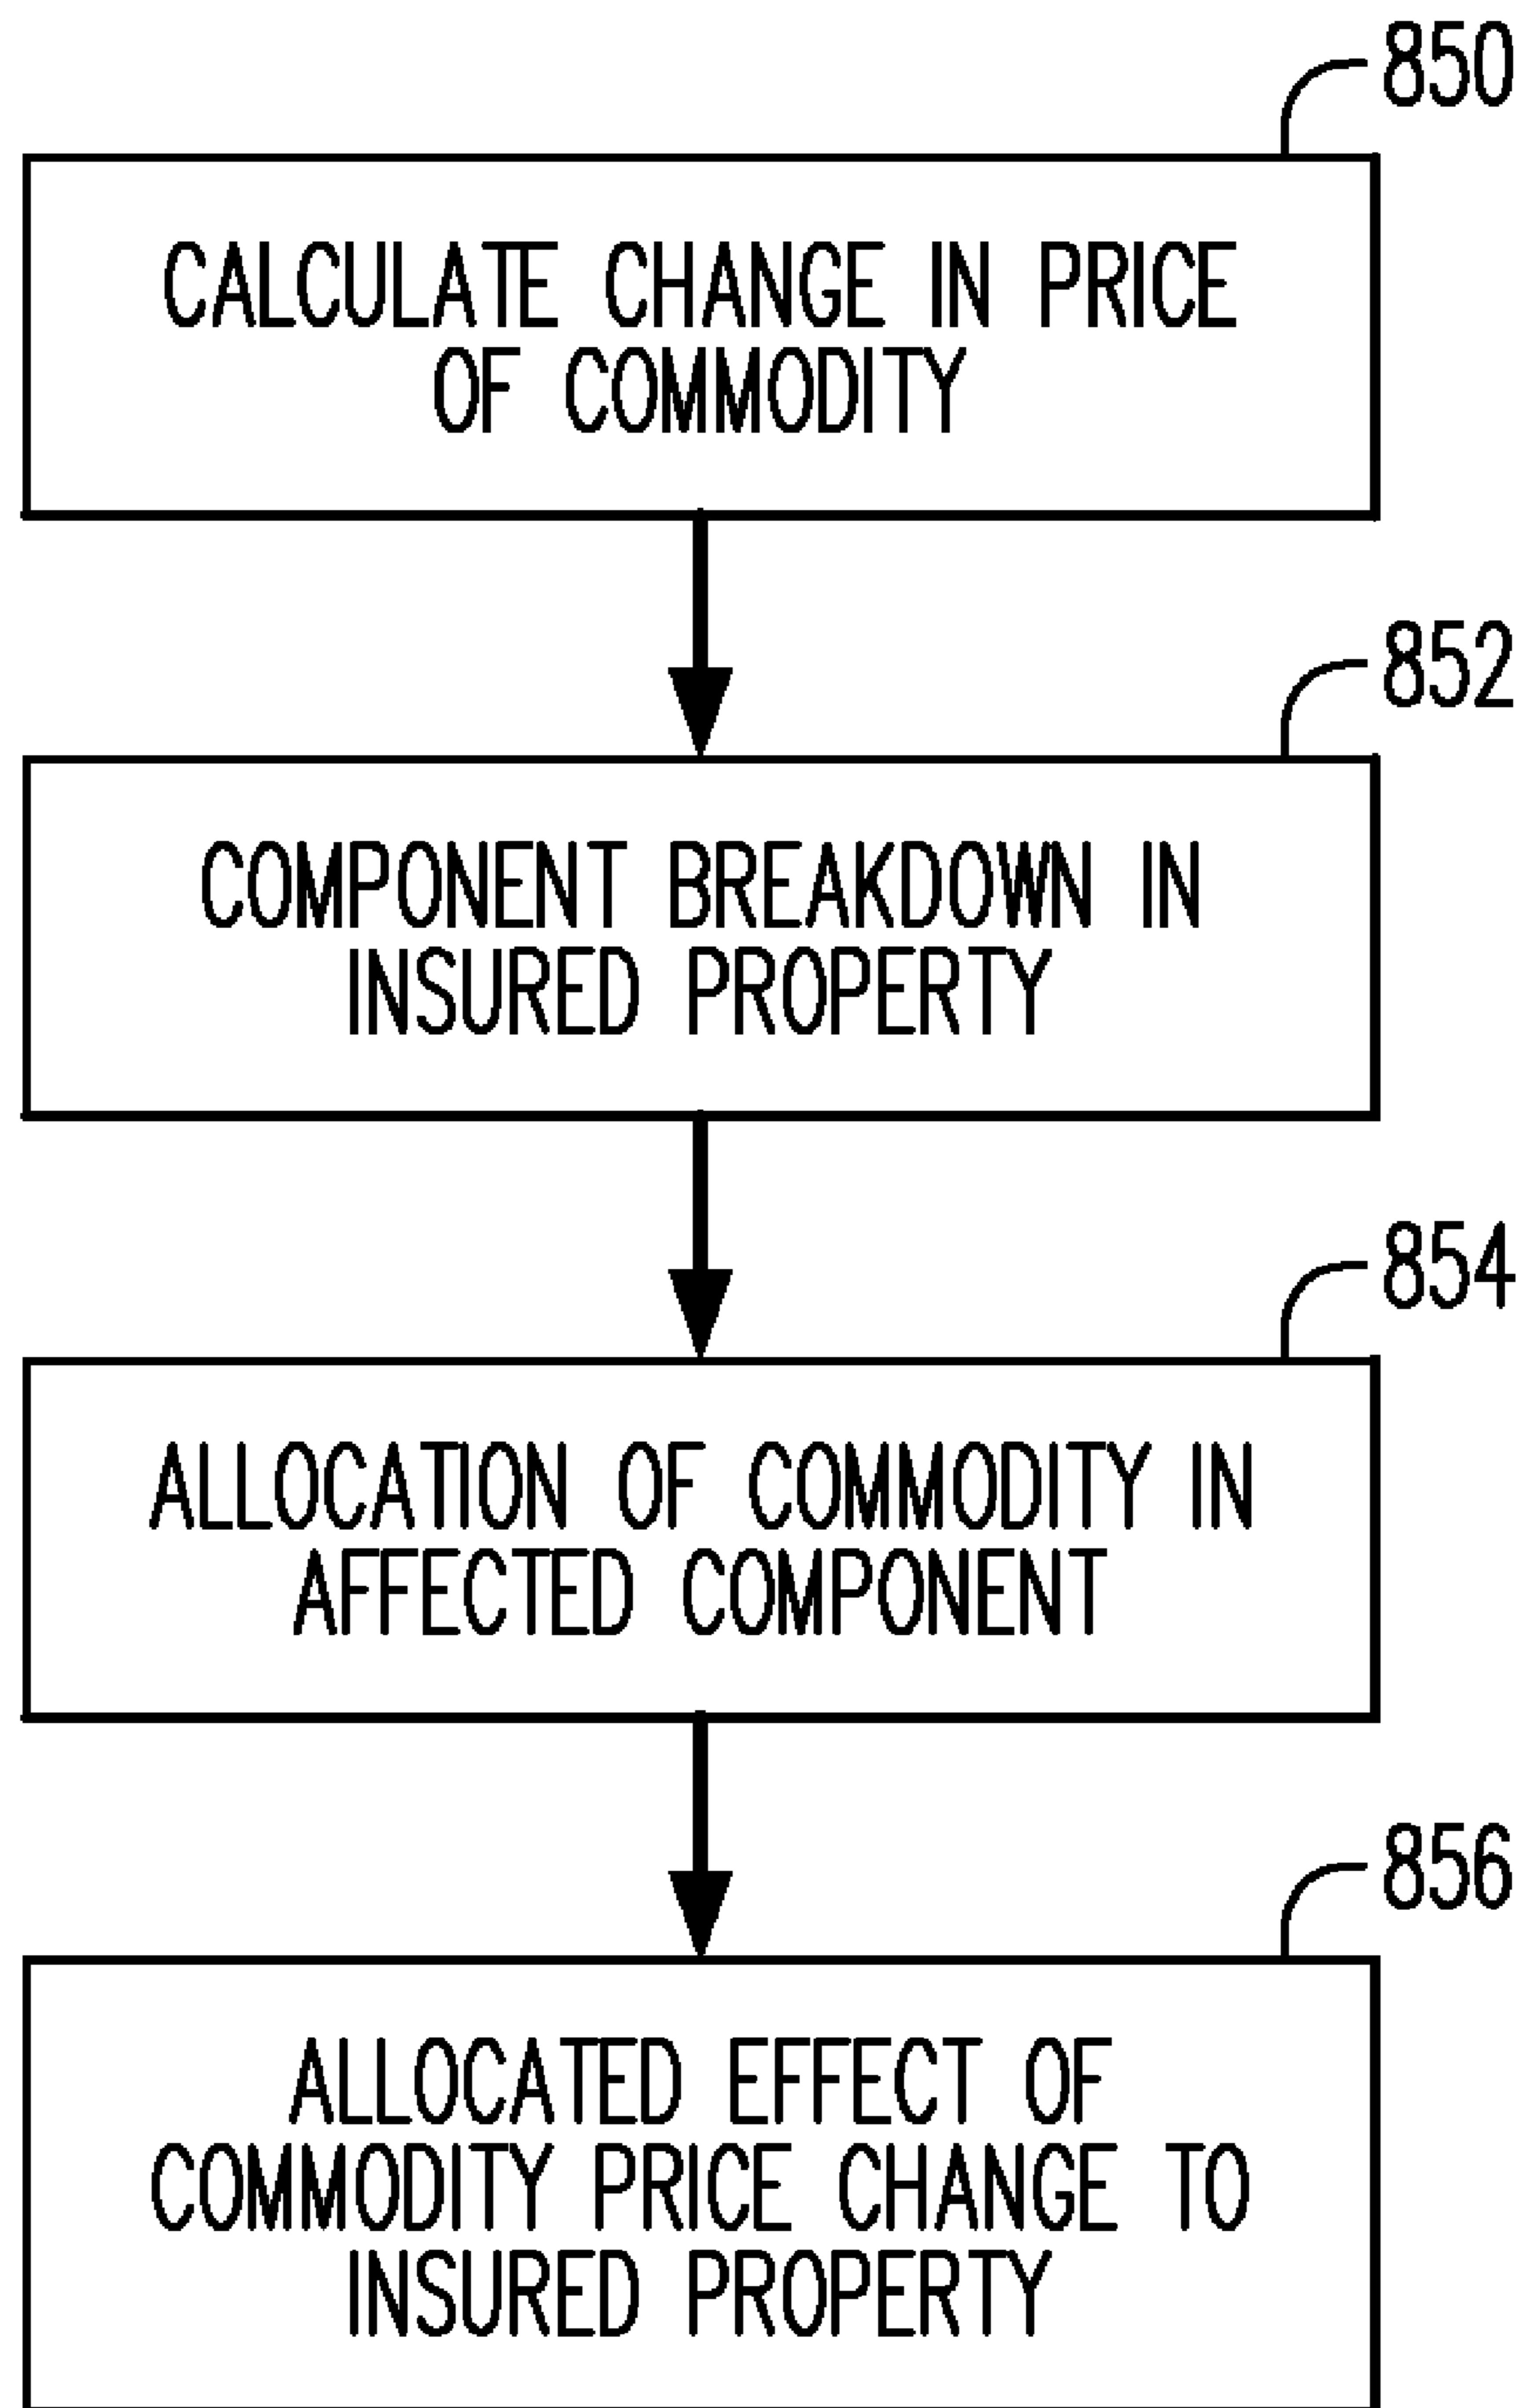 850
CALCULATE CHANGE IN PRICE
OF COMMODITY
852
COMPONENT BREAKDOWN IN
INSURED PROPERTY
854
ALLOCATION OF COMMODITY IN
AFFECTED COMPONENT
856
ALLOCATED EFFECT OF
COMMODITY PRICE CHANGE TO
INSURED PROPERTY